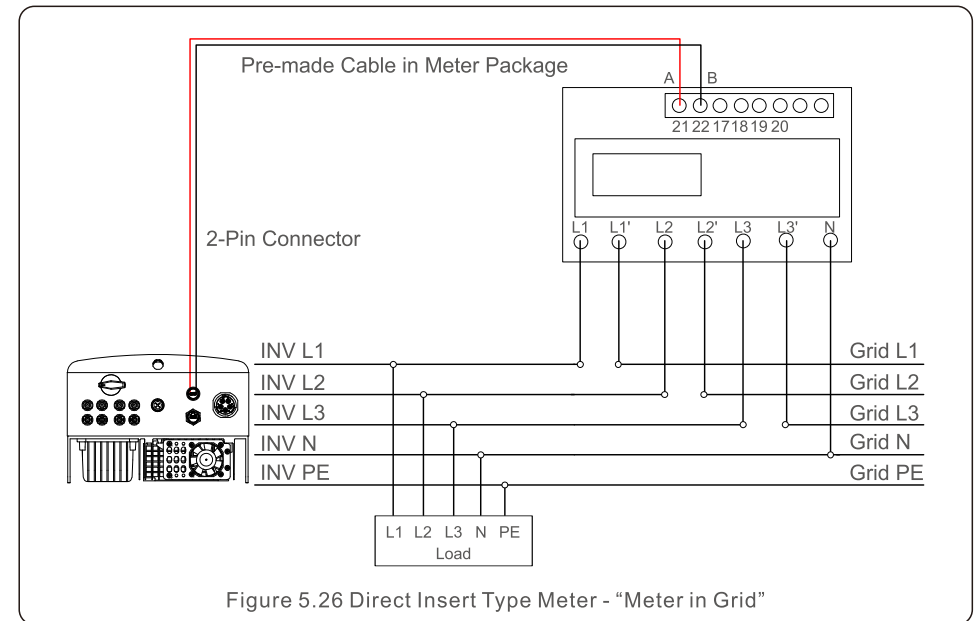 Pre-made Cable in Meter Package
A B
21 22 17 18 19 20
L1 L1' L2 L2' L3 L3' N
2-Pin Connector
INV L1 Grid L1
INV L2 Grid L2
INV L3 Grid L3
INV N Grid N
INV PE Grid PE
L1 L2 L3 N PE
Load
Figure 5.26 Direct Insert Type Meter - “Meter in Grid”